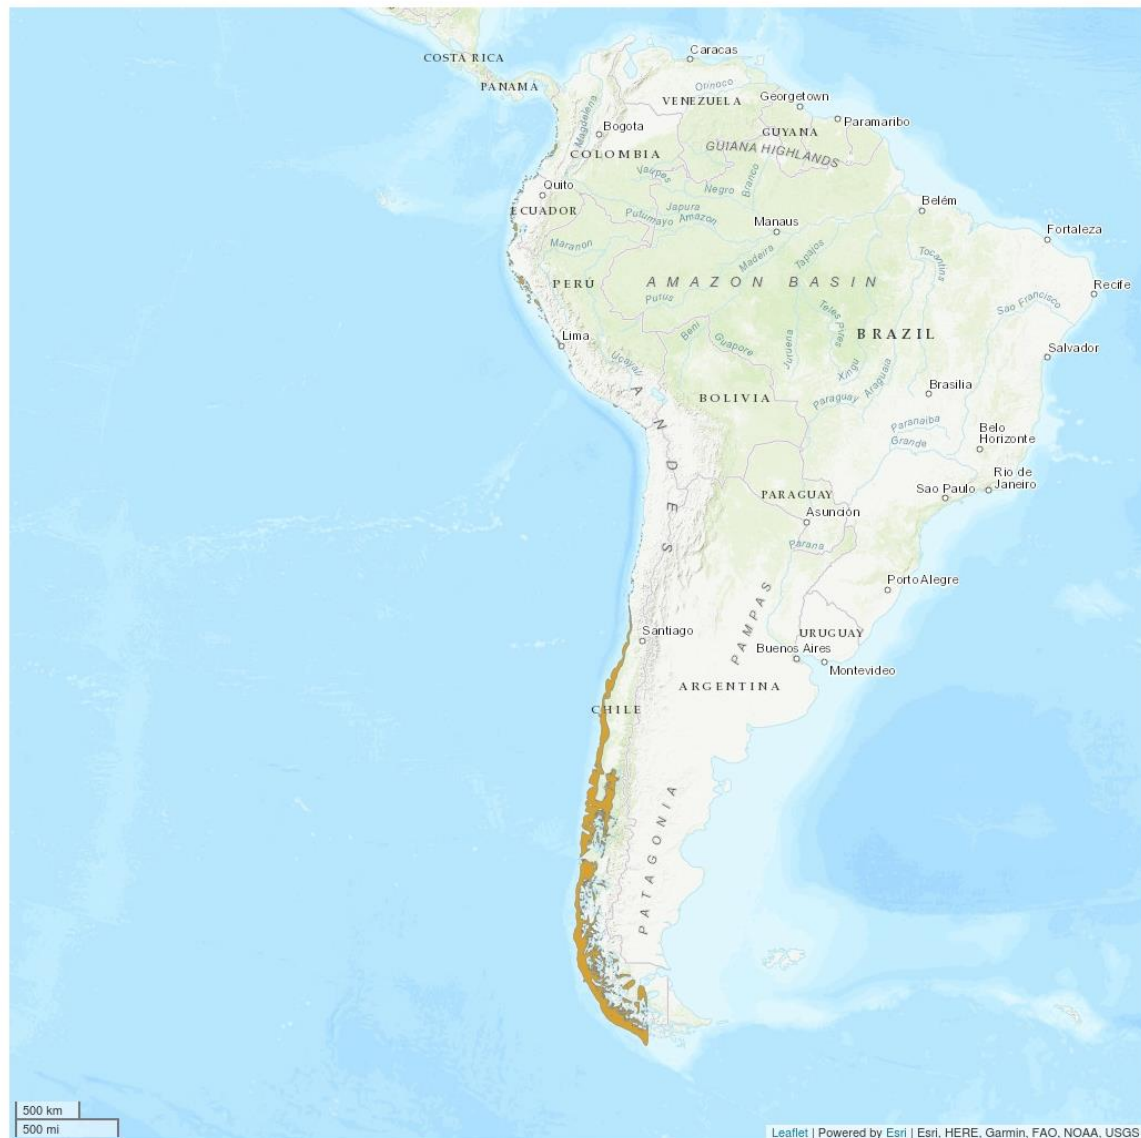 Caracas
COSTA RICA
PANAMÁ
Orinoco
VENEZUELA
Georgetown
Paramaribo
Magdalena
Bogota
GUYANA
COLOMBIA
GUIANA HIGHLANDS
Vaupes
Branco
Quito
Negro
ECUADOR
Japura
Putumayo
Amazon
Belém
Manaus
Fortaleza
Maranon
Madeira
Tapajos
Tocantins
PERÚ
AMAZON BASIN
Recife
Purus
Sao Francisco
Teles Pires
Lima
Beni
Guapore
Juruena
BRAZIL
Salvador
Ucayali
Xingu
Araguaia
Brasilia
BOLIVIA
Paraguay
ANDES
Paranaiba
Belo
Horizonte
Grande
Rio de
Janeiro
Sao Paulo
PARAGUAY
Asunción
Parana
Porto Alegre
PAMPAS
Santiago
URUGUAY
Buenos Aires
Montevideo
ARGENTINA
CHILE
PATAGONIA
500 km
500 mi
Leaflet | Powered by Esri | Esri, HERE, Garmin, FAO, NOAA, USGS